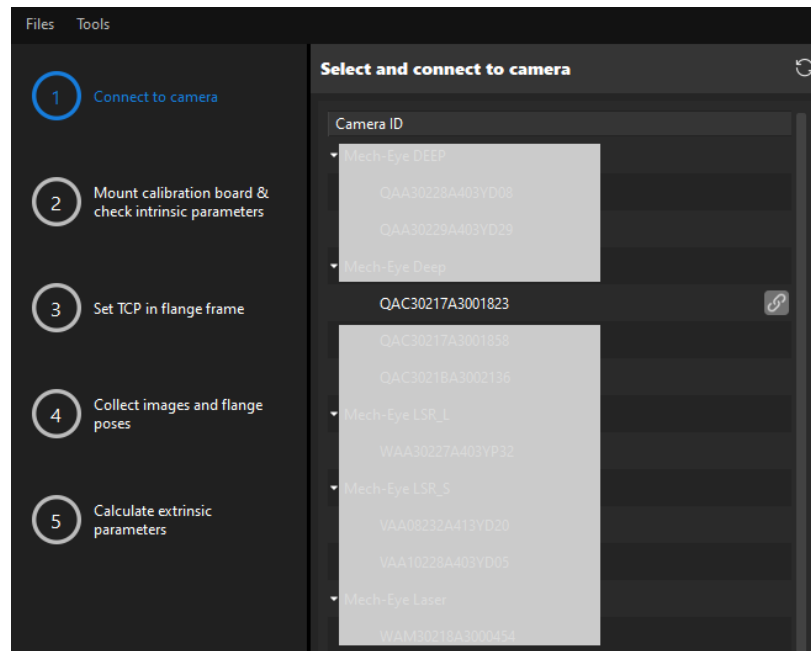 Files Tools
1 Connect to camera
2 Mount calibration board &
check intrinsic parameters
3 Set TCP in flange frame
4 Collect images and flange
poses
5 Calculate extrinsic
parameters
Select and connect to camera
Camera ID
Mech-Eye DEEP
QAA30228A403YD08
QAA30229A403YD29
Mech-Eye Deep
QAC30217A3001823
QAC30217A3001858
QAC3021BA3002136
Mech-Eye LSR_L
WAA30227A403YP32
Mech-Eye LSR_S
VAA08232A413YD20
VAA10228A403YD05
Mech-Eye Laser
WAM30218A3000454